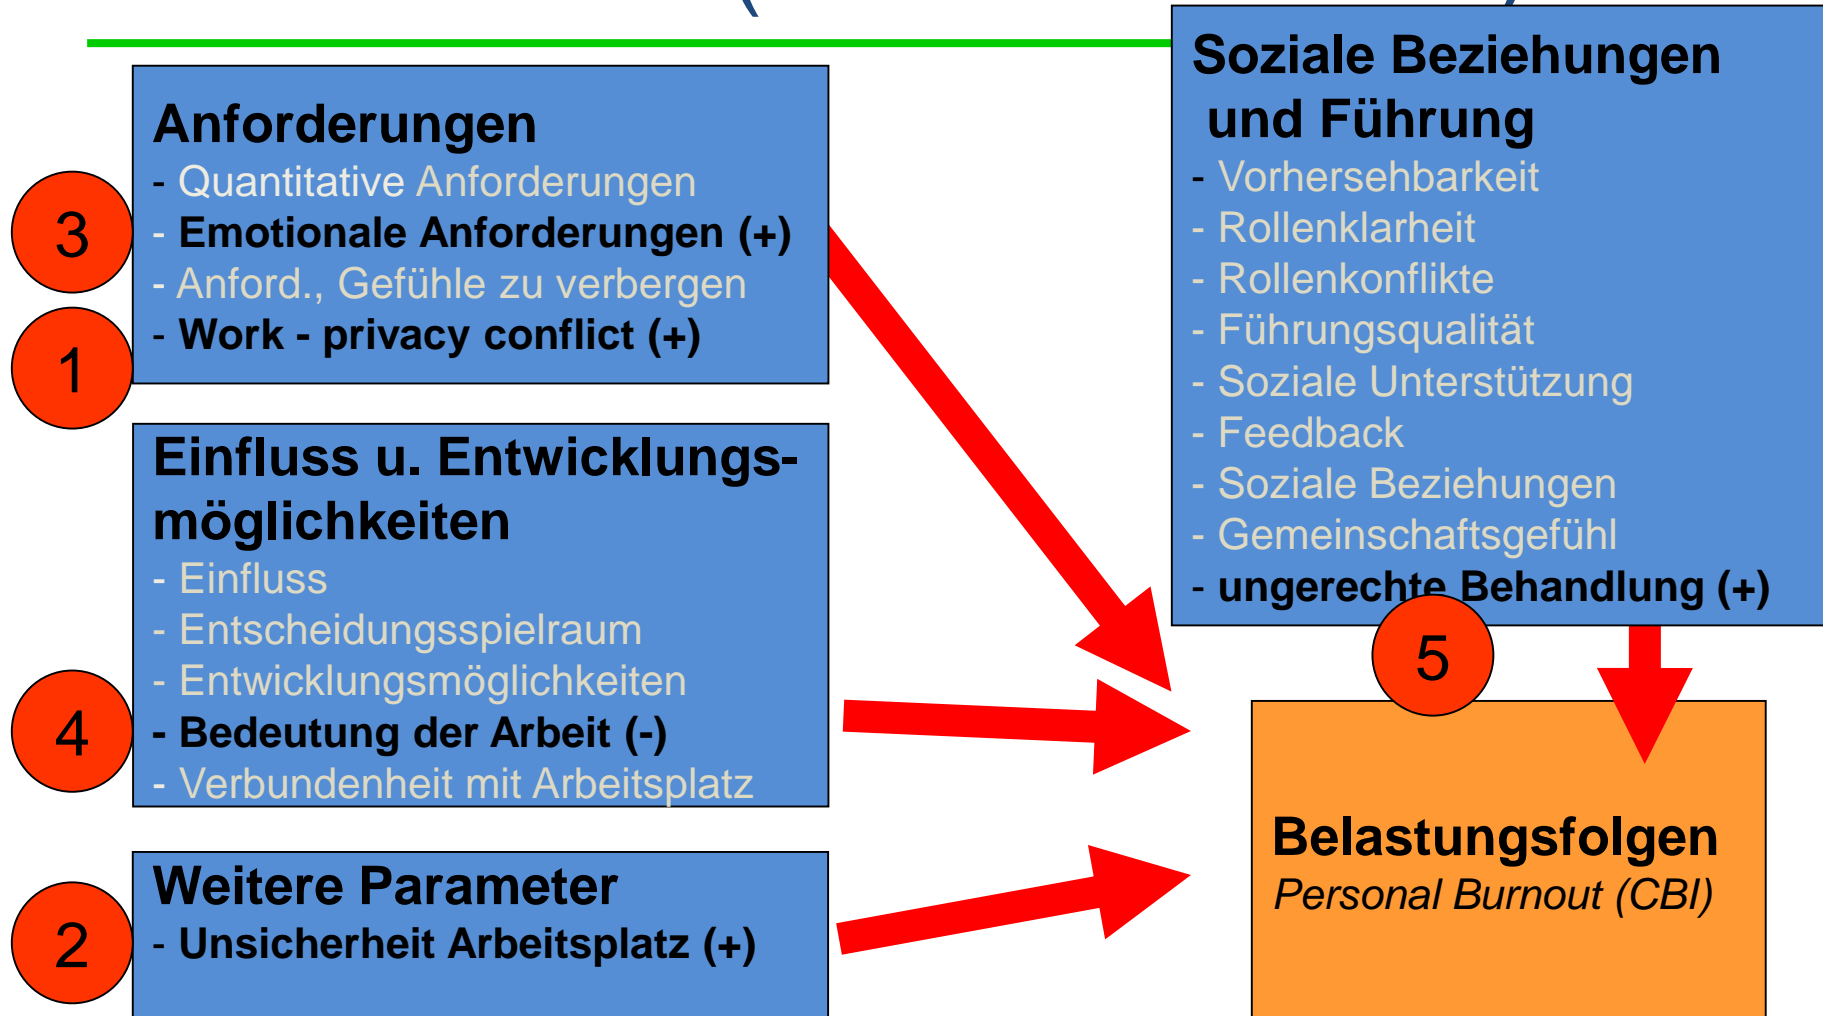 Anforderungen
- Quantitative Anforderungen
3
- Emotionale Anforderungen (+)
- Anford., Gefühle zu verbergen
1
- Work - privacy conflict (+)
Einfluss u. Entwicklungs-
möglichkeiten
- Einfluss
- Entscheidungsspielraum
- Entwicklungsmöglichkeiten
4
- Bedeutung der Arbeit (-)
- Verbundenheit mit Arbeitsplatz
Weitere Parameter
2
- Unsicherheit Arbeitsplatz (+)
Soziale Beziehungen
und Führung
- Vorhersehbarkeit
- Rollenklarheit
- Rollenkonflikte
- Führungsqualität
- Soziale Unterstützung
- Feedback
- Soziale Beziehungen
- Gemeinschaftsgefühl
- ungerechte Behandlung (+)
5
Belastungsfolgen
Personal Burnout (CBI)